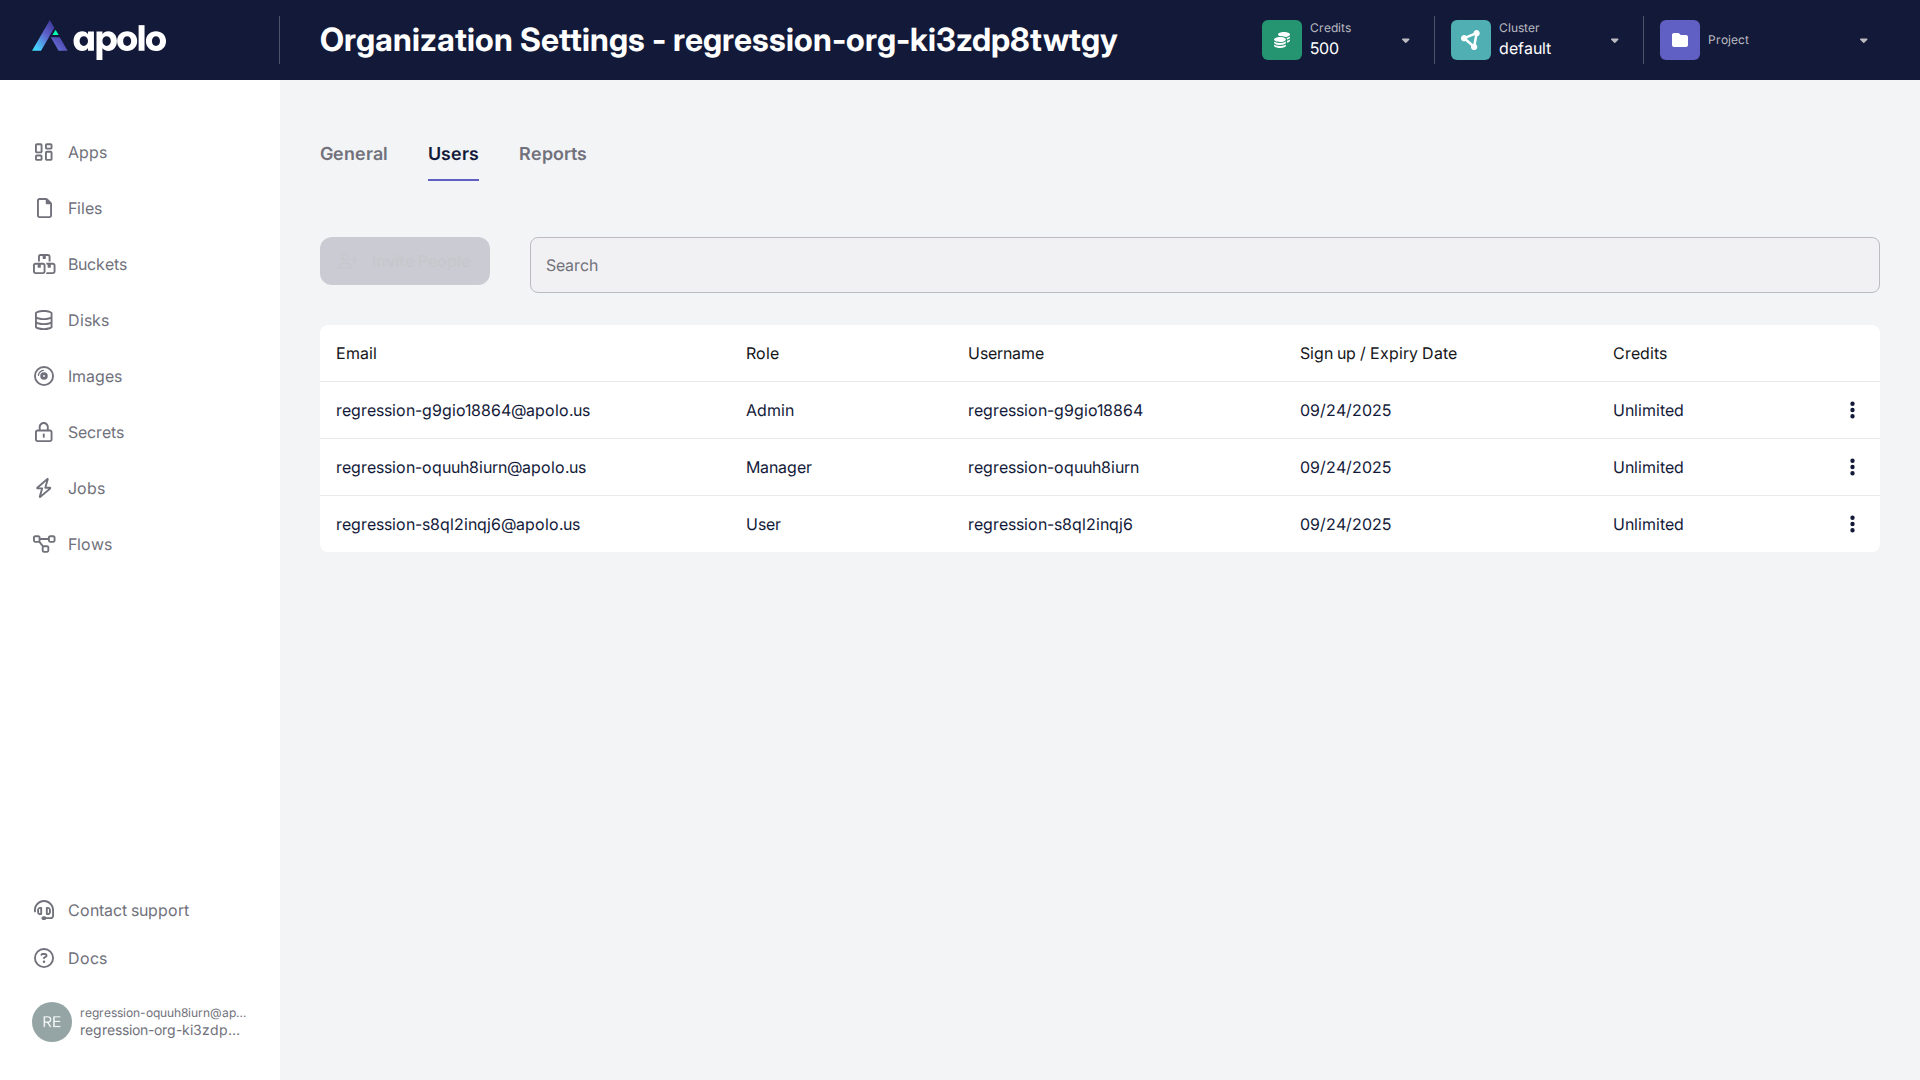 apolo
Organization Settings - regression-org-ki3zdp8twtgy
Credits
500
Cluster
default
Project
Apps
Files
Buckets
Disks
Images
Secrets
Jobs
Flows
Contact support
Docs
RE
regression-oquuh8iurn@ap...
regression-org-ki3zdp...
General Users Reports
Invite People
Search
Email Role Username Sign up / Expiry Date Credits
regression-g9gio18864@apolo.us Admin regression-g9gio18864 09/24/2025 Unlimited
regression-oquuh8iurn@apolo.us Manager regression-oquuh8iurn 09/24/2025 Unlimited
regression-s8ql2inqj6@apolo.us User regression-s8ql2inqj6 09/24/2025 Unlimited